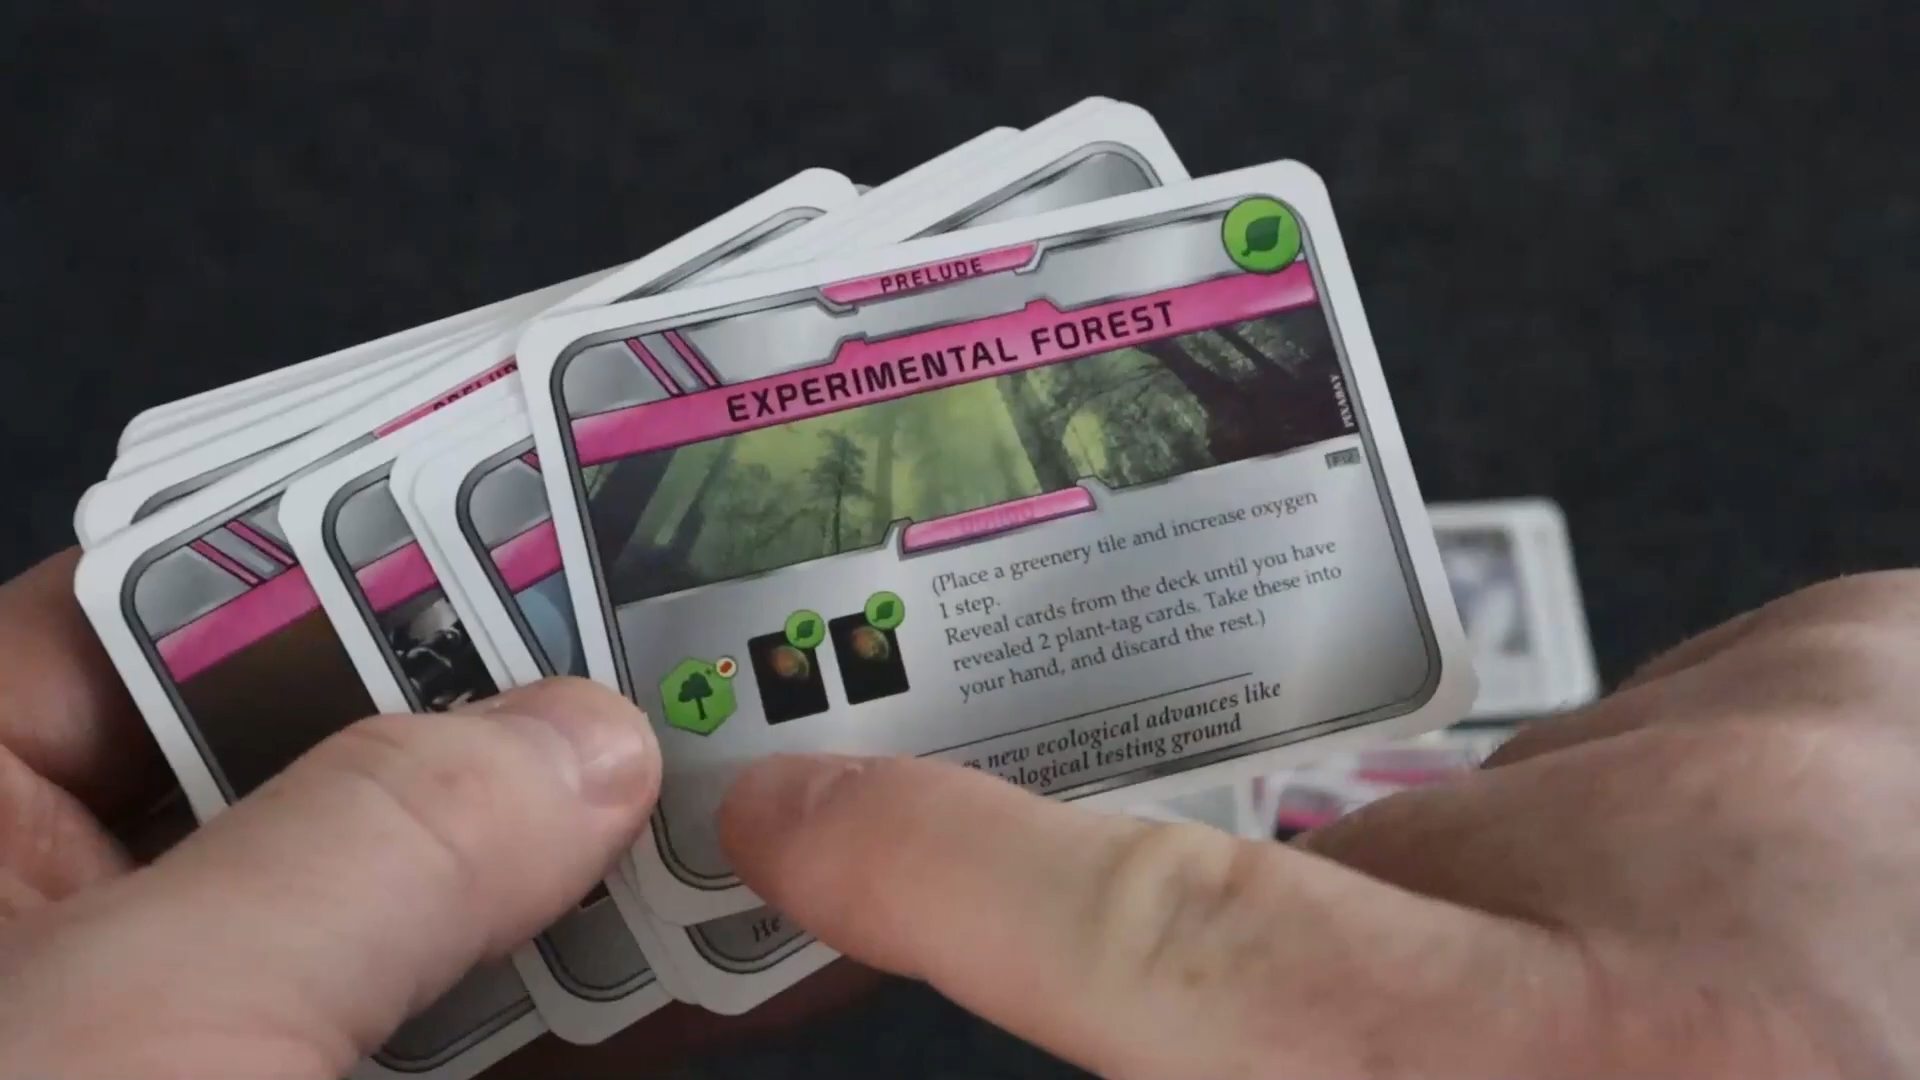 PRELUDE
EXPERIMENTAL FOREST
PIXABAY
(Place a greenery tile and increase oxygen
1 step.
Reveal cards from the deck until you have
revealed 2 plant-tag cards. Take these into
your hand, and discard the rest.)
new ecological advances like
testing ground
He